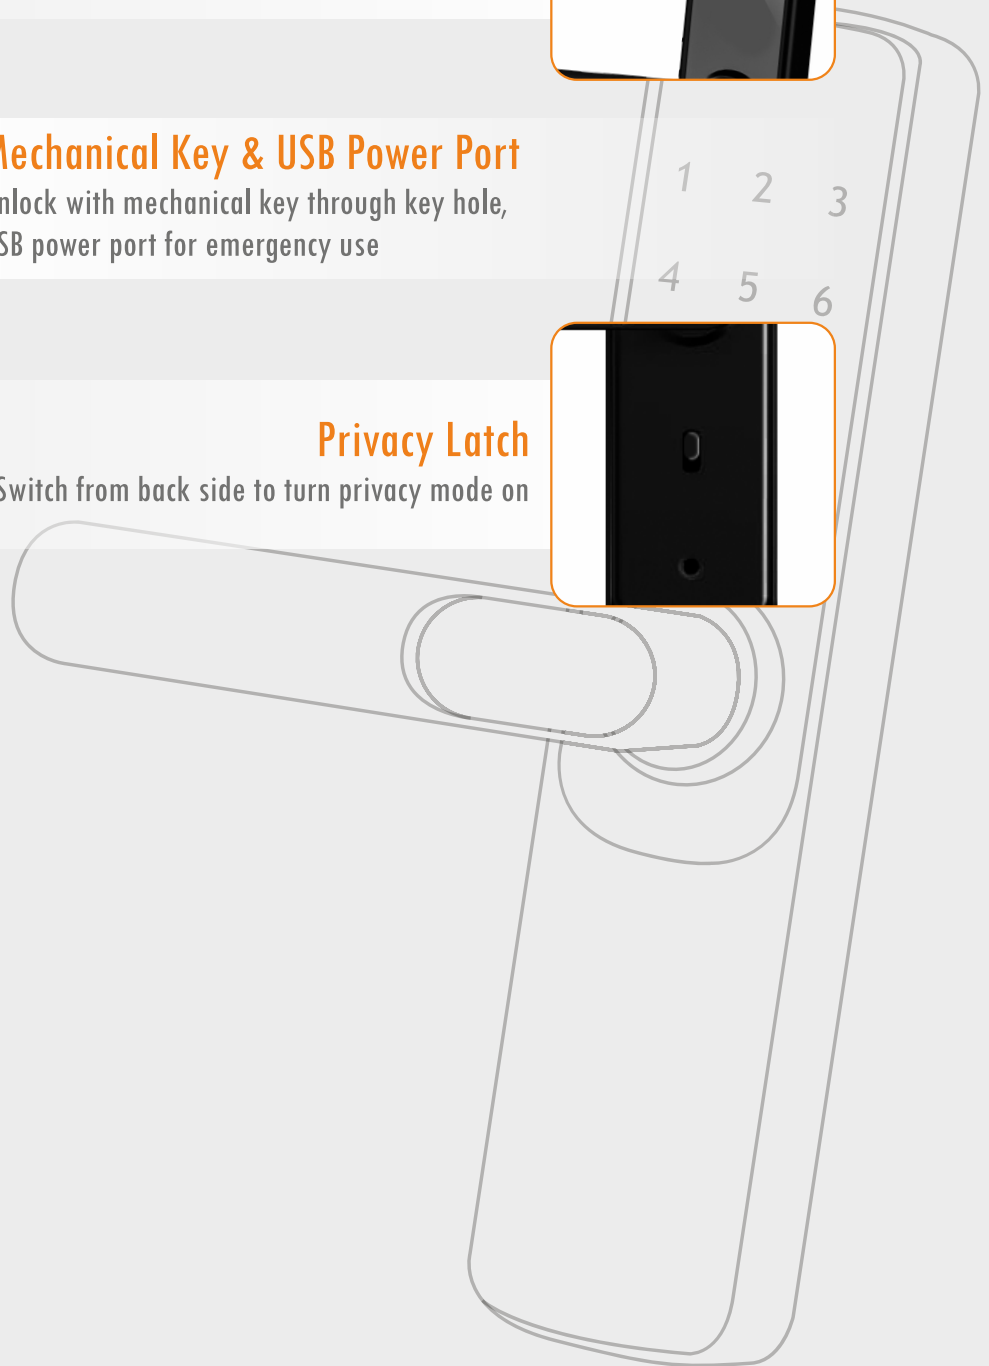 Mechanical Key & USB Power Port
nlock with mechanical key through key hole,
SB power port for emergency use
1 2 3
4 5 6
Privacy Latch
Switch from back side to turn privacy mode on